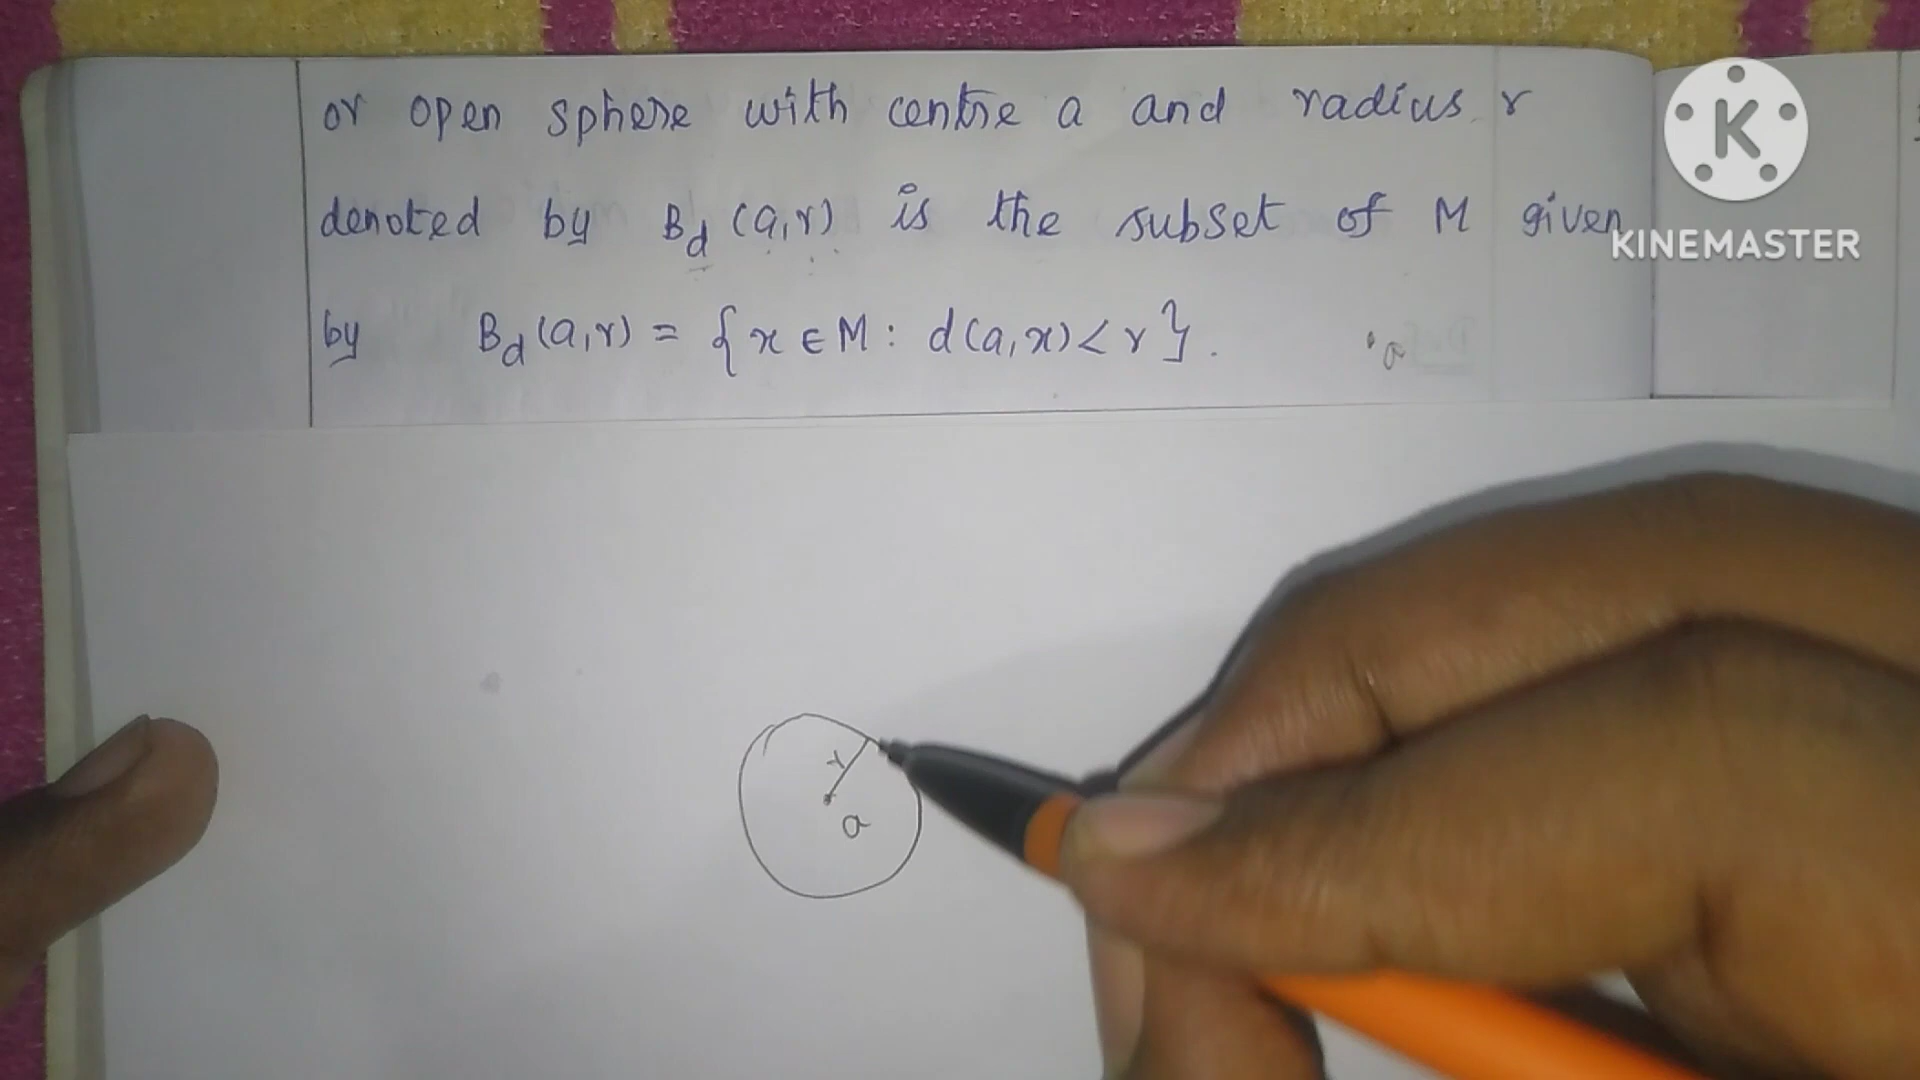 or open sphere with centre a and radius r
K
denoted by B_d (a,r) is the subset of M given
KINEMASTER
by B_d (a,r) = { x ∈ M : d(a,x) < r }.
a
r
a